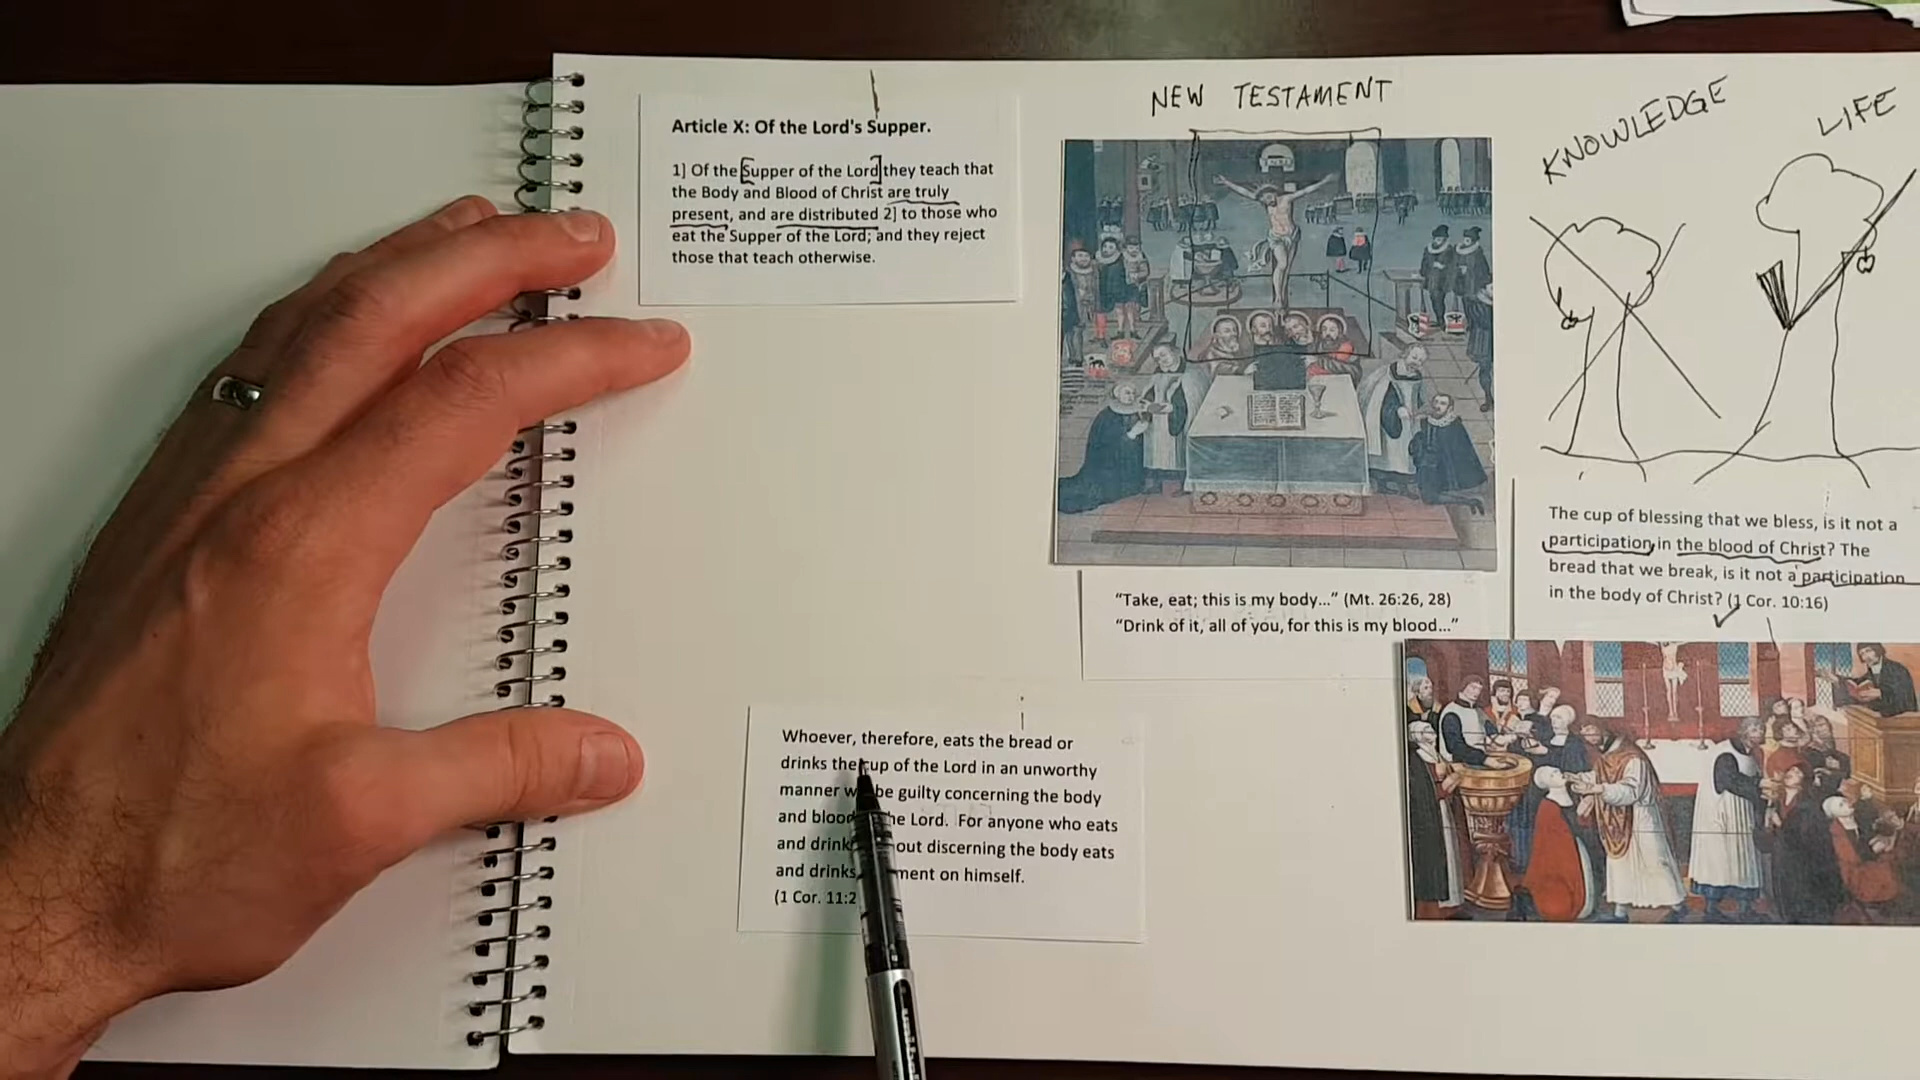 Article X: Of the Lord's Supper.
1] Of the Supper of the Lord they teach that
the Body and Blood of Christ are truly
present, and are distributed 2] to those who
eat the Supper of the Lord; and they reject
those that teach otherwise.
NEW TESTAMENT
"Take, eat; this is my body..." (Mt. 26:26, 28)
"Drink of it, all of you, for this is my blood..."
KNOWLEDGE
LIFE
The cup of blessing that we bless, is it not a
participation in the blood of Christ? The
bread that we break, is it not a participation
in the body of Christ? (1 Cor. 10:16)
Whoever, therefore, eats the bread or
drinks the cup of the Lord in an unworthy
manner be guilty concerning the body
and blood the Lord. For anyone who eats
and discerning the body eats
and drinks on himself.
(1 Cor. 11:2